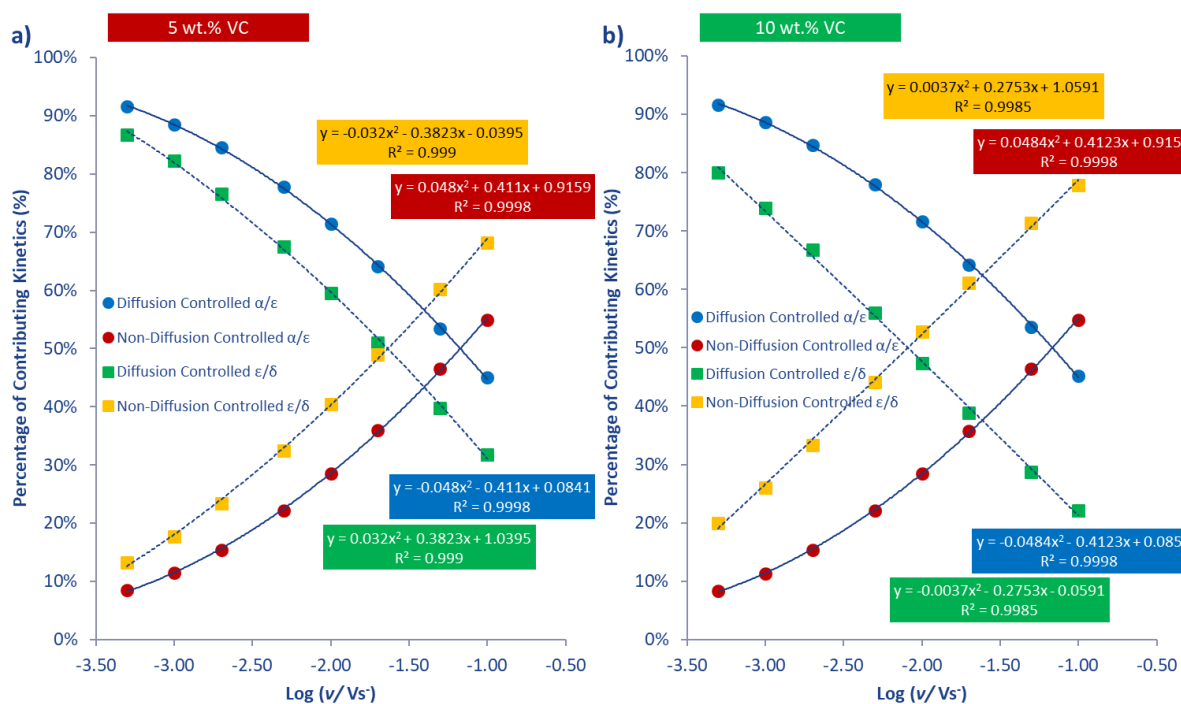 a)
5 wt.% VC
Percentage of Contributing Kinetics (%)
100%
90%
80%
70%
60%
50%
40%
30%
20%
10%
0%
y = -0.032x² - 0.3823x - 0.0395
R² = 0.999
y = 0.048x² + 0.411x + 0.9159
R² = 0.9998
Diffusion Controlled α/ε
Non-Diffusion Controlled α/ε
Diffusion Controlled ε/δ
Non-Diffusion Controlled ε/δ
y = -0.048x² - 0.411x + 0.0841
R² = 0.9998
y = 0.032x² + 0.3823x + 1.0395
R² = 0.999
-3.50 -3.00 -2.50 -2.00 -1.50 -1.00 -0.50
Log (v/ Vs⁻)
b)
10 wt.% VC
Percentage of Contributing Kinetics (%)
100%
90%
80%
70%
60%
50%
40%
30%
20%
10%
0%
y = 0.0037x² + 0.2753x + 1.0591
R² = 0.9985
y = 0.0484x² + 0.4123x + 0.915
R² = 0.9998
Diffusion Controlled α/ε
Non-Diffusion Controlled α/ε
Diffusion Controlled ε/δ
Non-Diffusion Controlled ε/δ
y = -0.0484x² - 0.4123x + 0.085
R² = 0.9998
y = -0.0037x² - 0.2753x - 0.0591
R² = 0.9985
-3.50 -3.00 -2.50 -2.00 -1.50 -1.00 -0.50
Log (v/ Vs⁻)